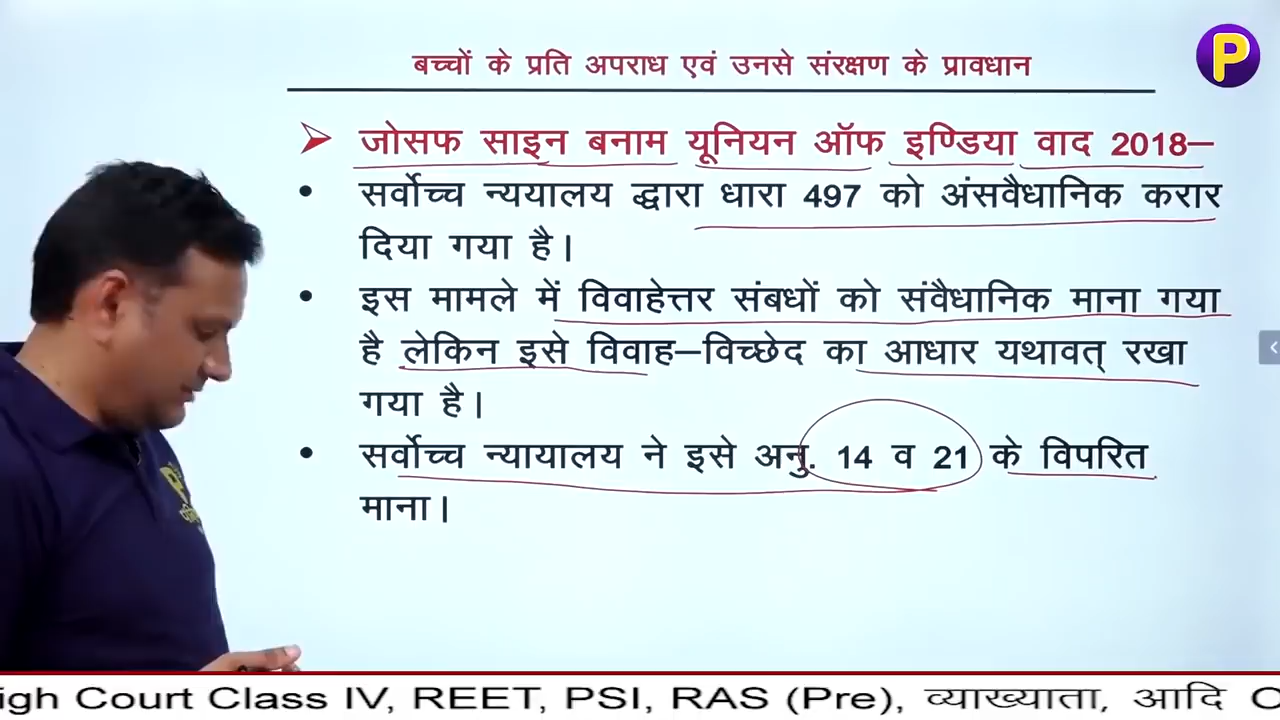 बच्चों के प्रति अपराध एवं उनसे संरक्षण के प्रावधान
P
जोसफ साइन बनाम यूनियन ऑफ इण्डिया वाद 2018–
• सर्वोच्च न्ययालय द्वारा धारा 497 को अंसवैधानिक करार
दिया गया है।
• इस मामले में विवाहेत्तर संबधों को संवैधानिक माना गया
है लेकिन इसे विवाह–विच्छेद का आधार यथावत् रखा
गया है।
• सर्वोच्च न्यायालय ने इसे अनु. 14 व 21 के विपरित
माना।
igh Court Class IV, REET, PSI, RAS (Pre), व्याख्याता, आदि C